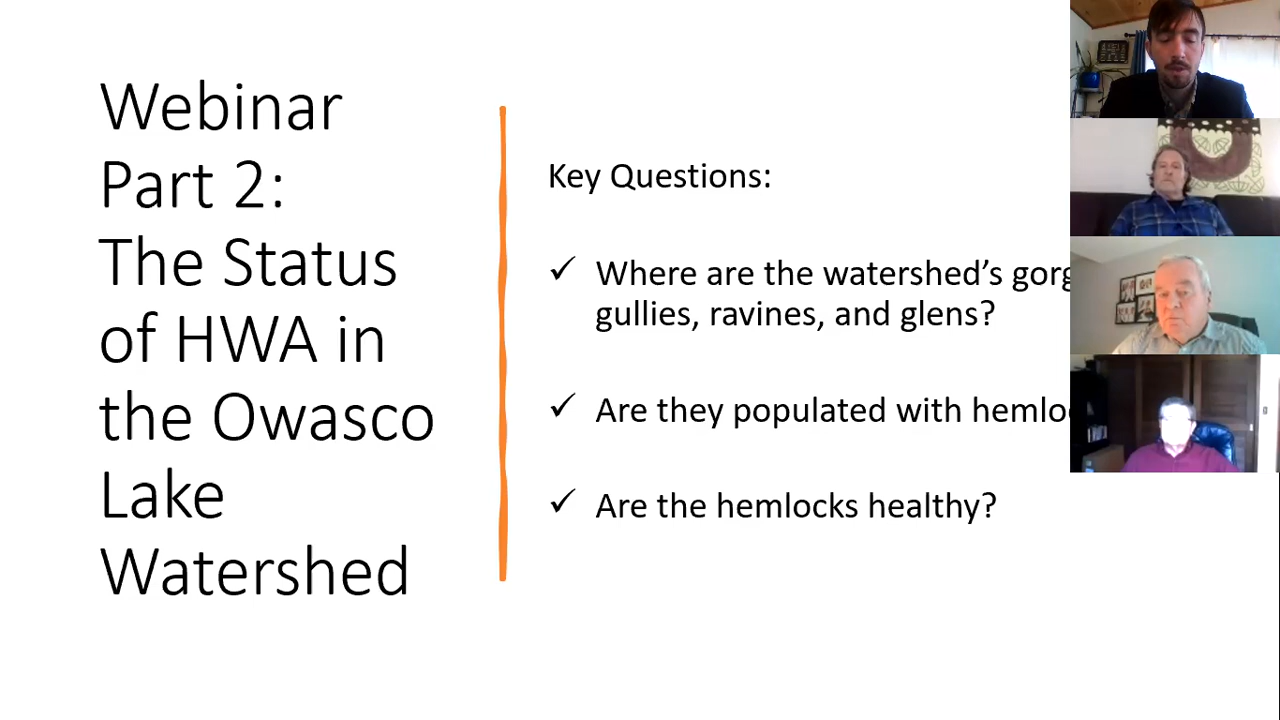 Webinar
Part 2:
The Status
of HWA in
the Owasco
Lake
Watershed
Key Questions:
✓ Where are the watershed's
gullies, ravines, and glens?
✓ Are they populated with
✓ Are the hemlocks healthy?